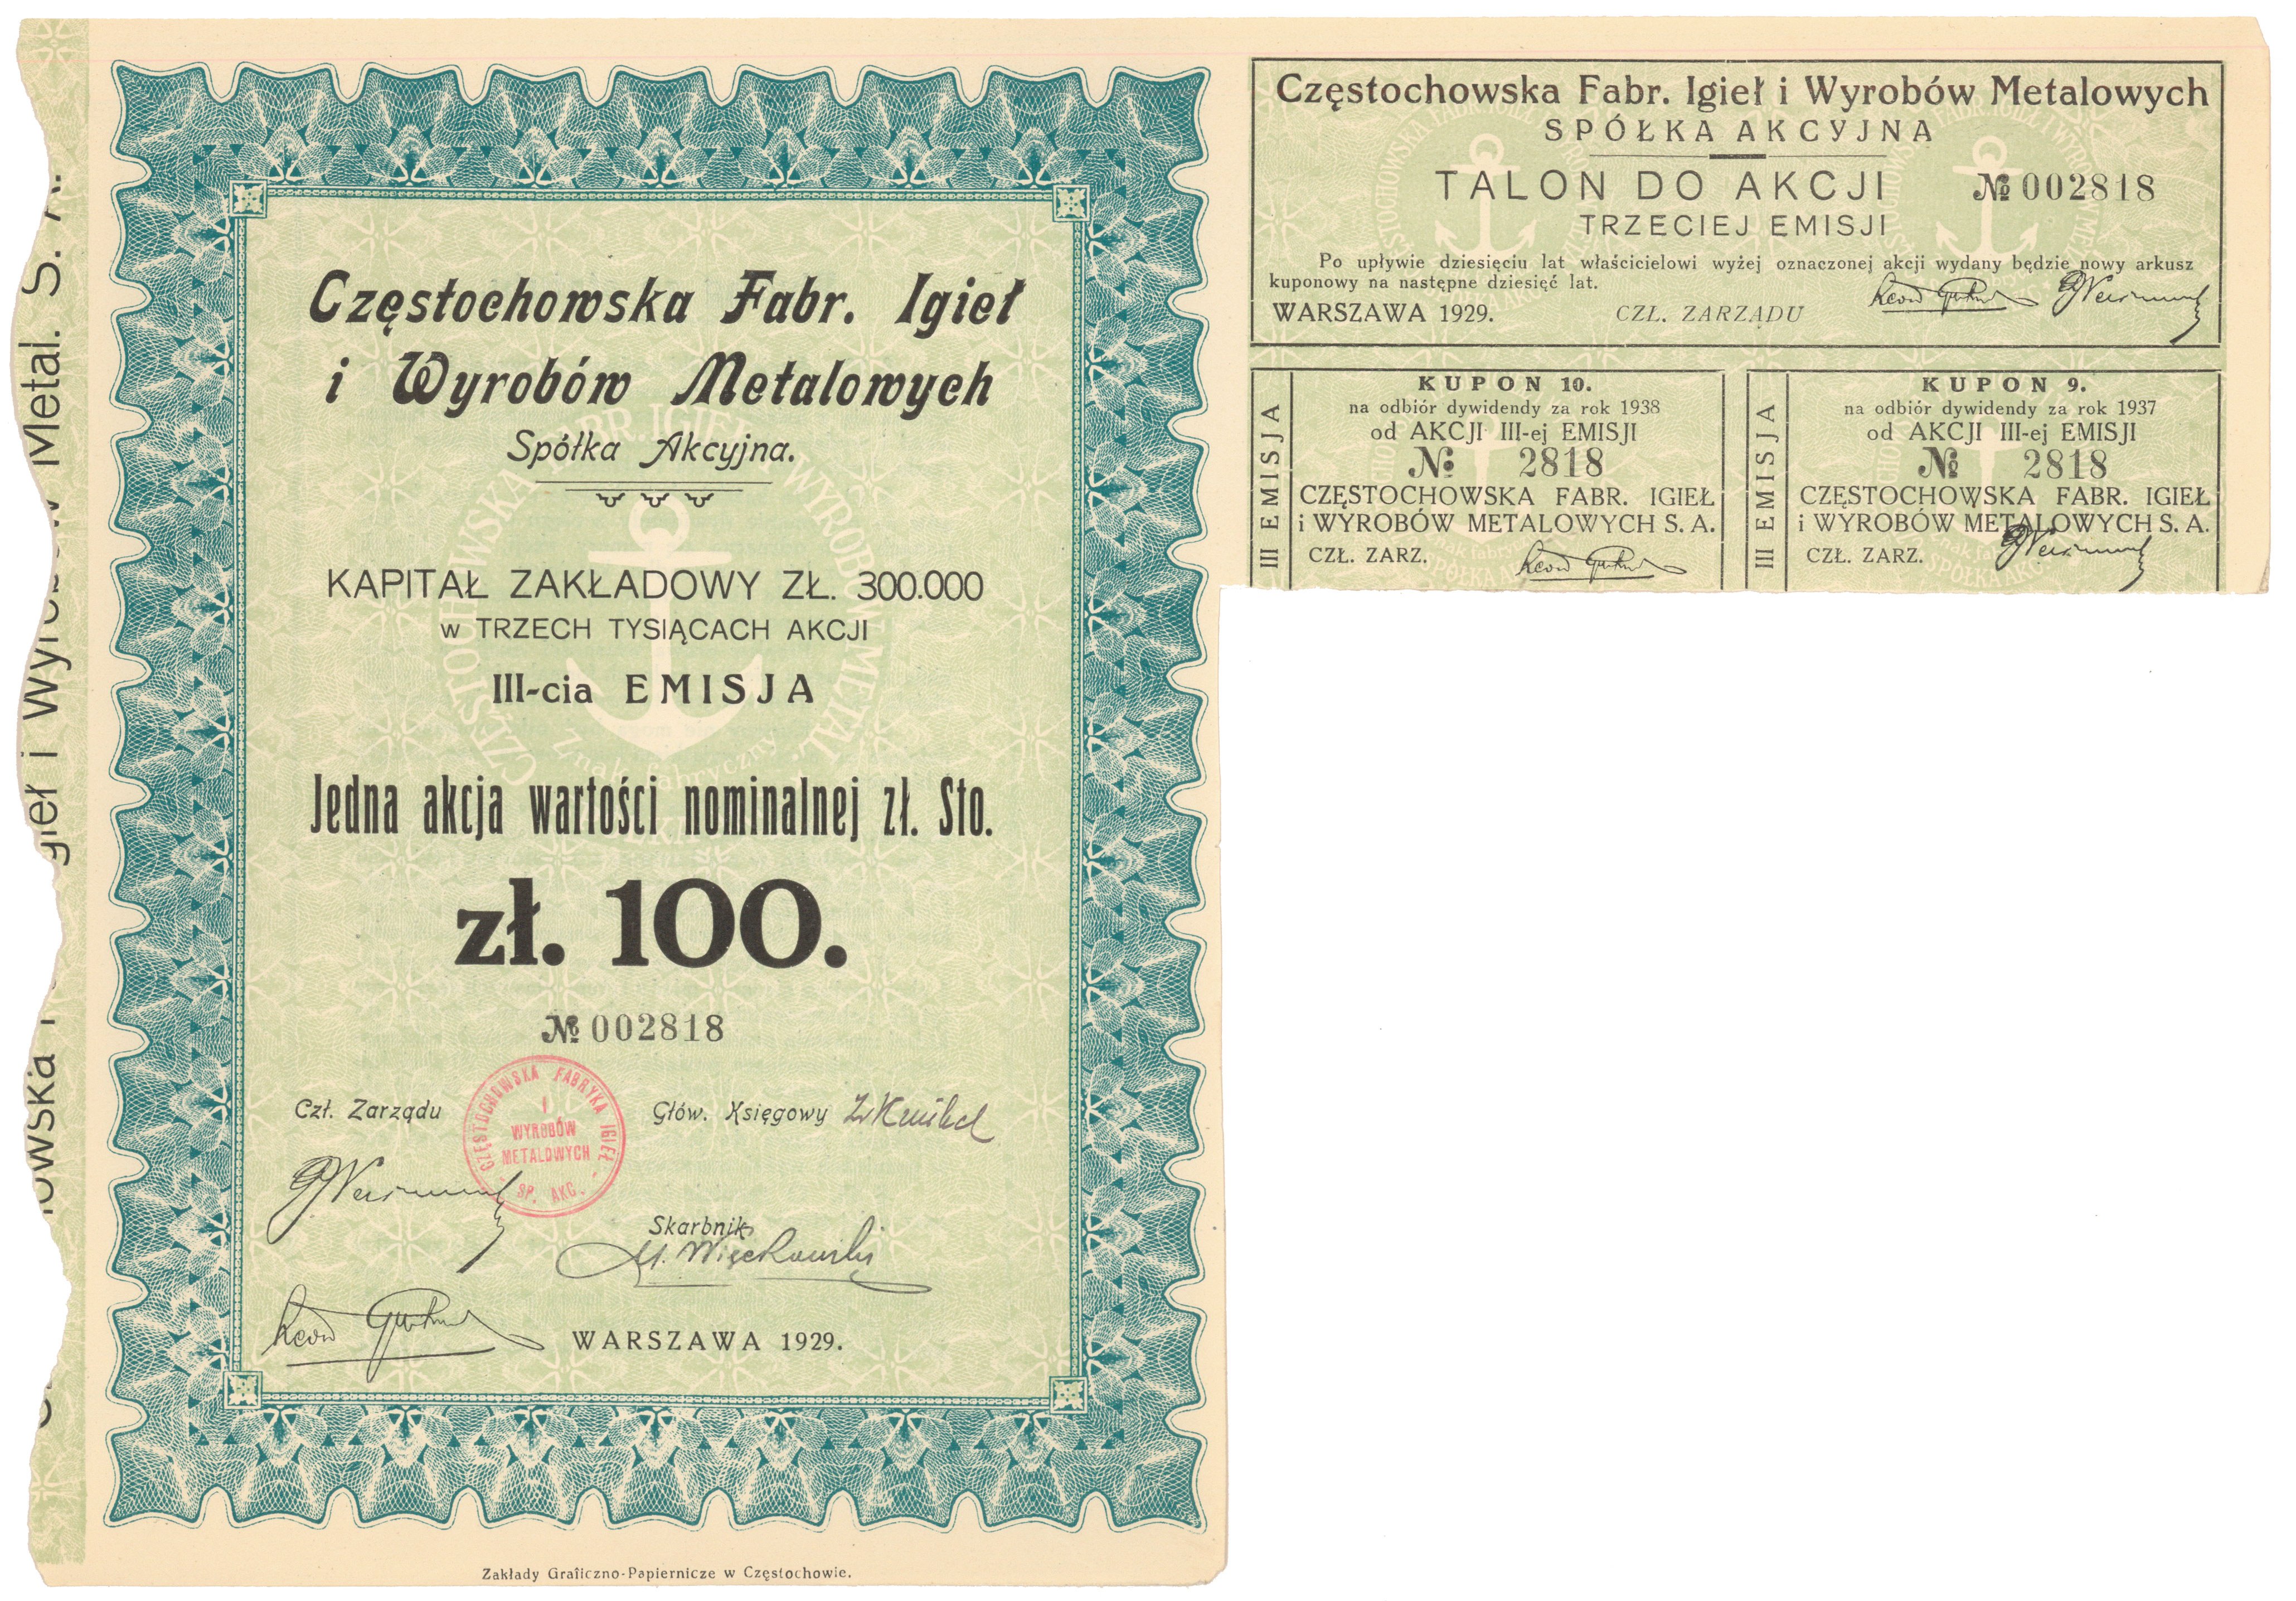 Częstochowska Fabr. Igieł
i Wyrobów Metalowych
Spółka Akcyjna.
KAPITAŁ ZAKŁADOWY ZŁ. 300.000
w TRZECH TYSIĄCACH AKCJI
III-cia EMISJA
Jedna akcja wartości nominalnej zł. Sto.
zł. 100.
№ 002818
Czł. Zarządu
Głów. Księgowy
CZĘSTOCHOWSKA FABRYKA IGIEŁ
I
WYROBÓW
METALOWYCH
SP. AKC.
Skarbnik
M. Więckowski
WARSZAWA 1929.
Zakłady Graficzno-Papiernicze w Częstochowie.
Częstochowska Fabr. Igieł i Wyrobów Metalowych
SPÓŁKA AKCYJNA
TALON DO AKCJI № 002818
TRZECIEJ EMISJI
Po upływie dziesięciu lat właścicielowi wyżej oznaczonej akcji wydany będzie nowy arkusz
kuponowy na następne dziesięć lat.
WARSZAWA 1929. CZŁ. ZARZĄDU
III EMISJA
KUPON 10.
na odbiór dywidendy za rok 1938
od AKCJI III-ej EMISJI
№ 2818
CZĘSTOCHOWSKA FABR. IGIEŁ
i WYROBÓW METALOWYCH S. A.
CZŁ. ZARZ.
III EMISJA
KUPON 9.
na odbiór dywidendy za rok 1937
od AKCJI III-ej EMISJI
№ 2818
CZĘSTOCHOWSKA FABR. IGIEŁ
i WYROBÓW METALOWYCH S. A.
CZŁ. ZARZ.